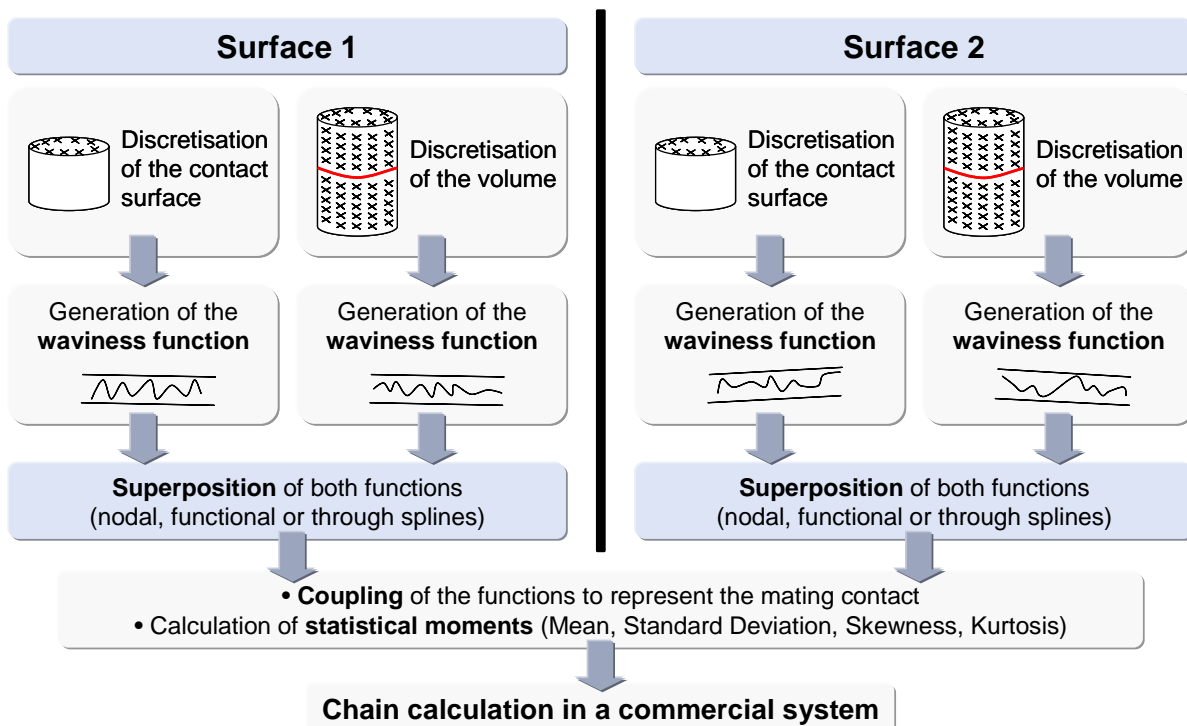 Surface 1
Discretisation
of the contact
surface
Discretisation
of the volume
Generation of the
waviness function
Generation of the
waviness function
Superposition of both functions
(nodal, functional or through splines)
Surface 2
Discretisation
of the contact
surface
Discretisation
of the volume
Generation of the
waviness function
Generation of the
waviness function
Superposition of both functions
(nodal, functional or through splines)
• Coupling of the functions to represent the mating contact
• Calculation of statistical moments (Mean, Standard Deviation, Skewness, Kurtosis)
Chain calculation in a commercial system